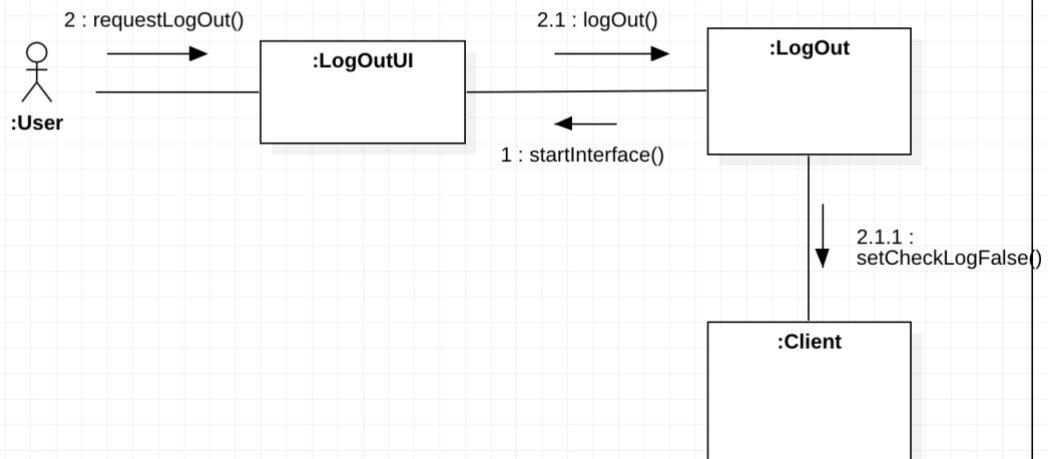 2 : requestLogOut()
2.1 : logOut()
:LogOutUI
:LogOut
:User
1 : startInterface()
2.1.1 :
setCheckLogFalse()
:Client